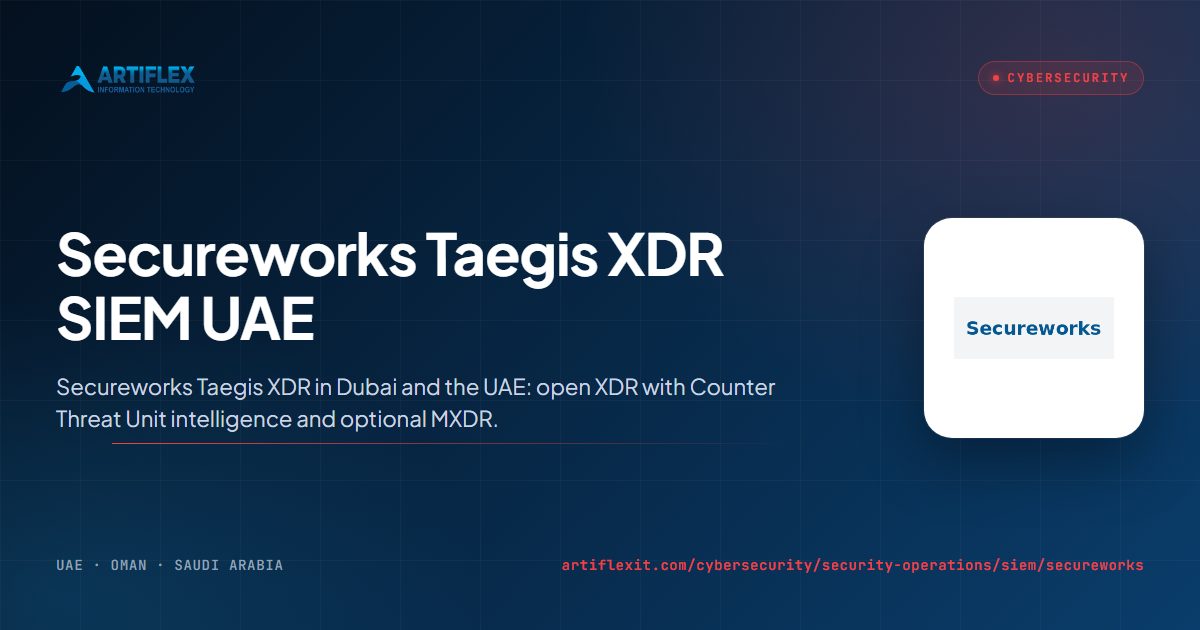 ARTIFLEX
INFORMATION TECHNOLOGY
CYBERSECURITY
Secureworks Taegis XDR
SIEM UAE
Secureworks
Secureworks Taegis XDR in Dubai and the UAE: open XDR with Counter
Threat Unit intelligence and optional MXDR.
UAE · OMAN · SAUDI ARABIA
artiflexit.com/cybersecurity/security-operations/siem/secureworks